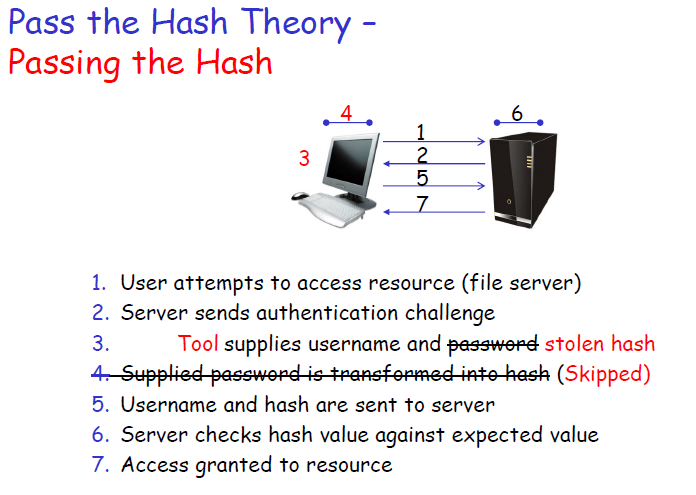 Pass the Hash Theory –
Passing the Hash
4
6
1
3
2
5
7
1. User attempts to access resource (file server)
2. Server sends authentication challenge
3. Tool supplies username and password stolen hash
4. Supplied password is transformed into hash (Skipped)
5. Username and hash are sent to server
6. Server checks hash value against expected value
7. Access granted to resource